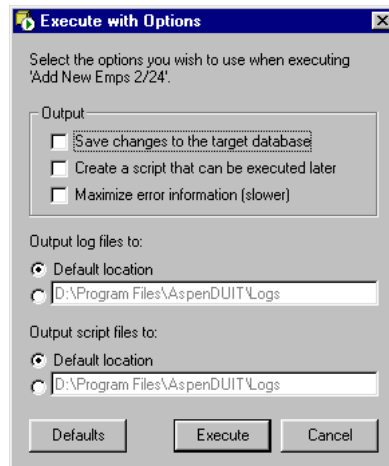 Execute with Options
Select the options you wish to use when executing
'Add New Emps 2/24'.
Output
Save changes to the target database
Create a script that can be executed later
Maximize error information (slower)
Output log files to:
Default location
D:\Program Files\AspenDUIT\Logs
Output script files to:
Default location
D:\Program Files\AspenDUIT\Logs
Defaults
Execute
Cancel